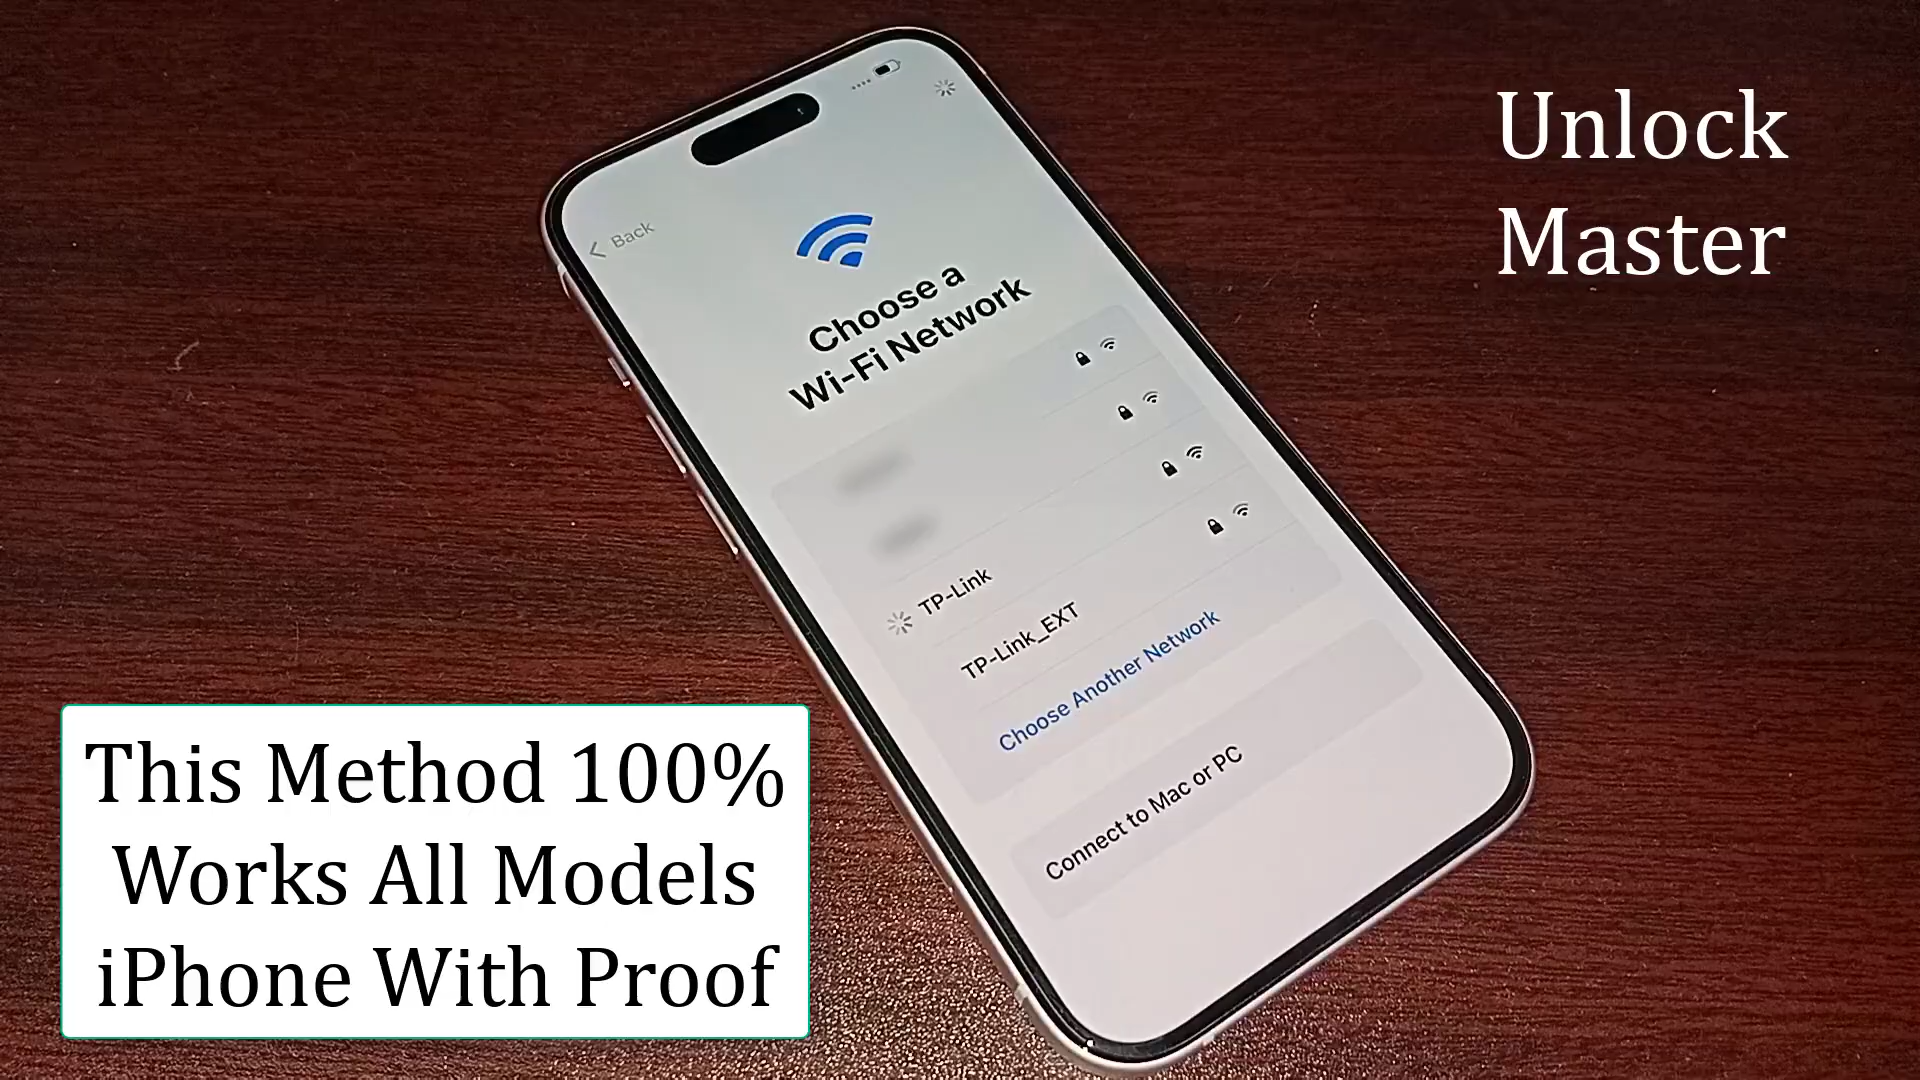 Unlock
Master
Back
Choose a
Wi-Fi Network
TP-Link
TP-Link_EXT
Choose Another Network
Connect to Mac or PC
This Method 100%
Works All Models
iPhone With Proof